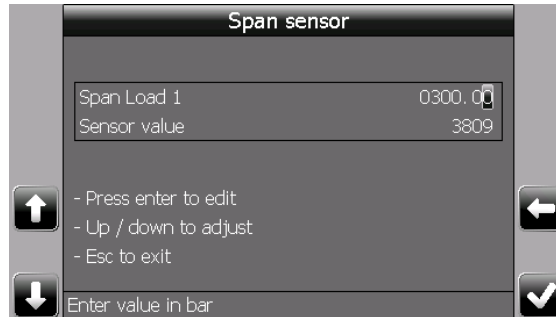 Span sensor
Span Load 1 0300.00
Sensor value 3809
- Press enter to edit
- Up / down to adjust
- Esc to exit
Enter value in bar